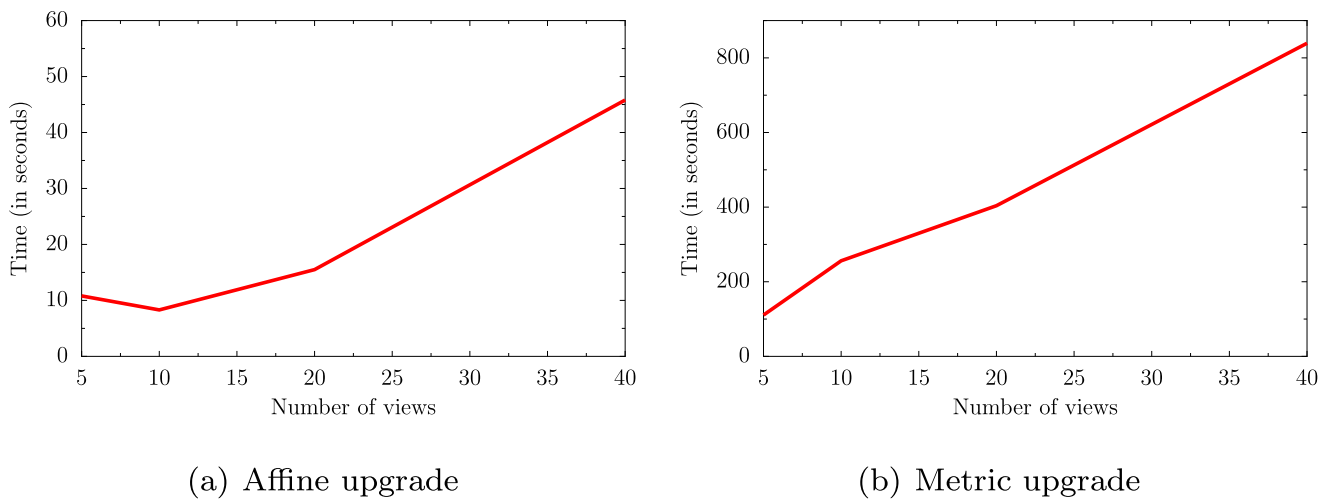 60
50
40
30
20
10
0
Time (in seconds)
5 10 15 20 25 30 35 40
Number of views
(a) Affine upgrade
800
600
400
200
0
Time (in seconds)
5 10 15 20 25 30 35 40
Number of views
(b) Metric upgrade